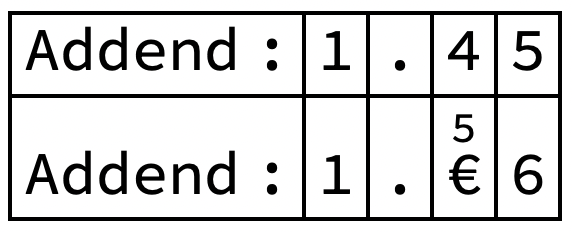 Addend : 1 . 4 5
5
Addend : 1 . € 6